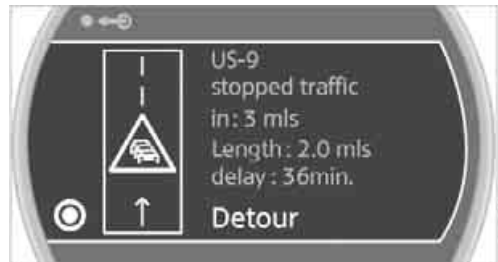 US-9
stopped traffic
in: 3 mls
Length: 2.0 mls
delay: 36min.
Detour